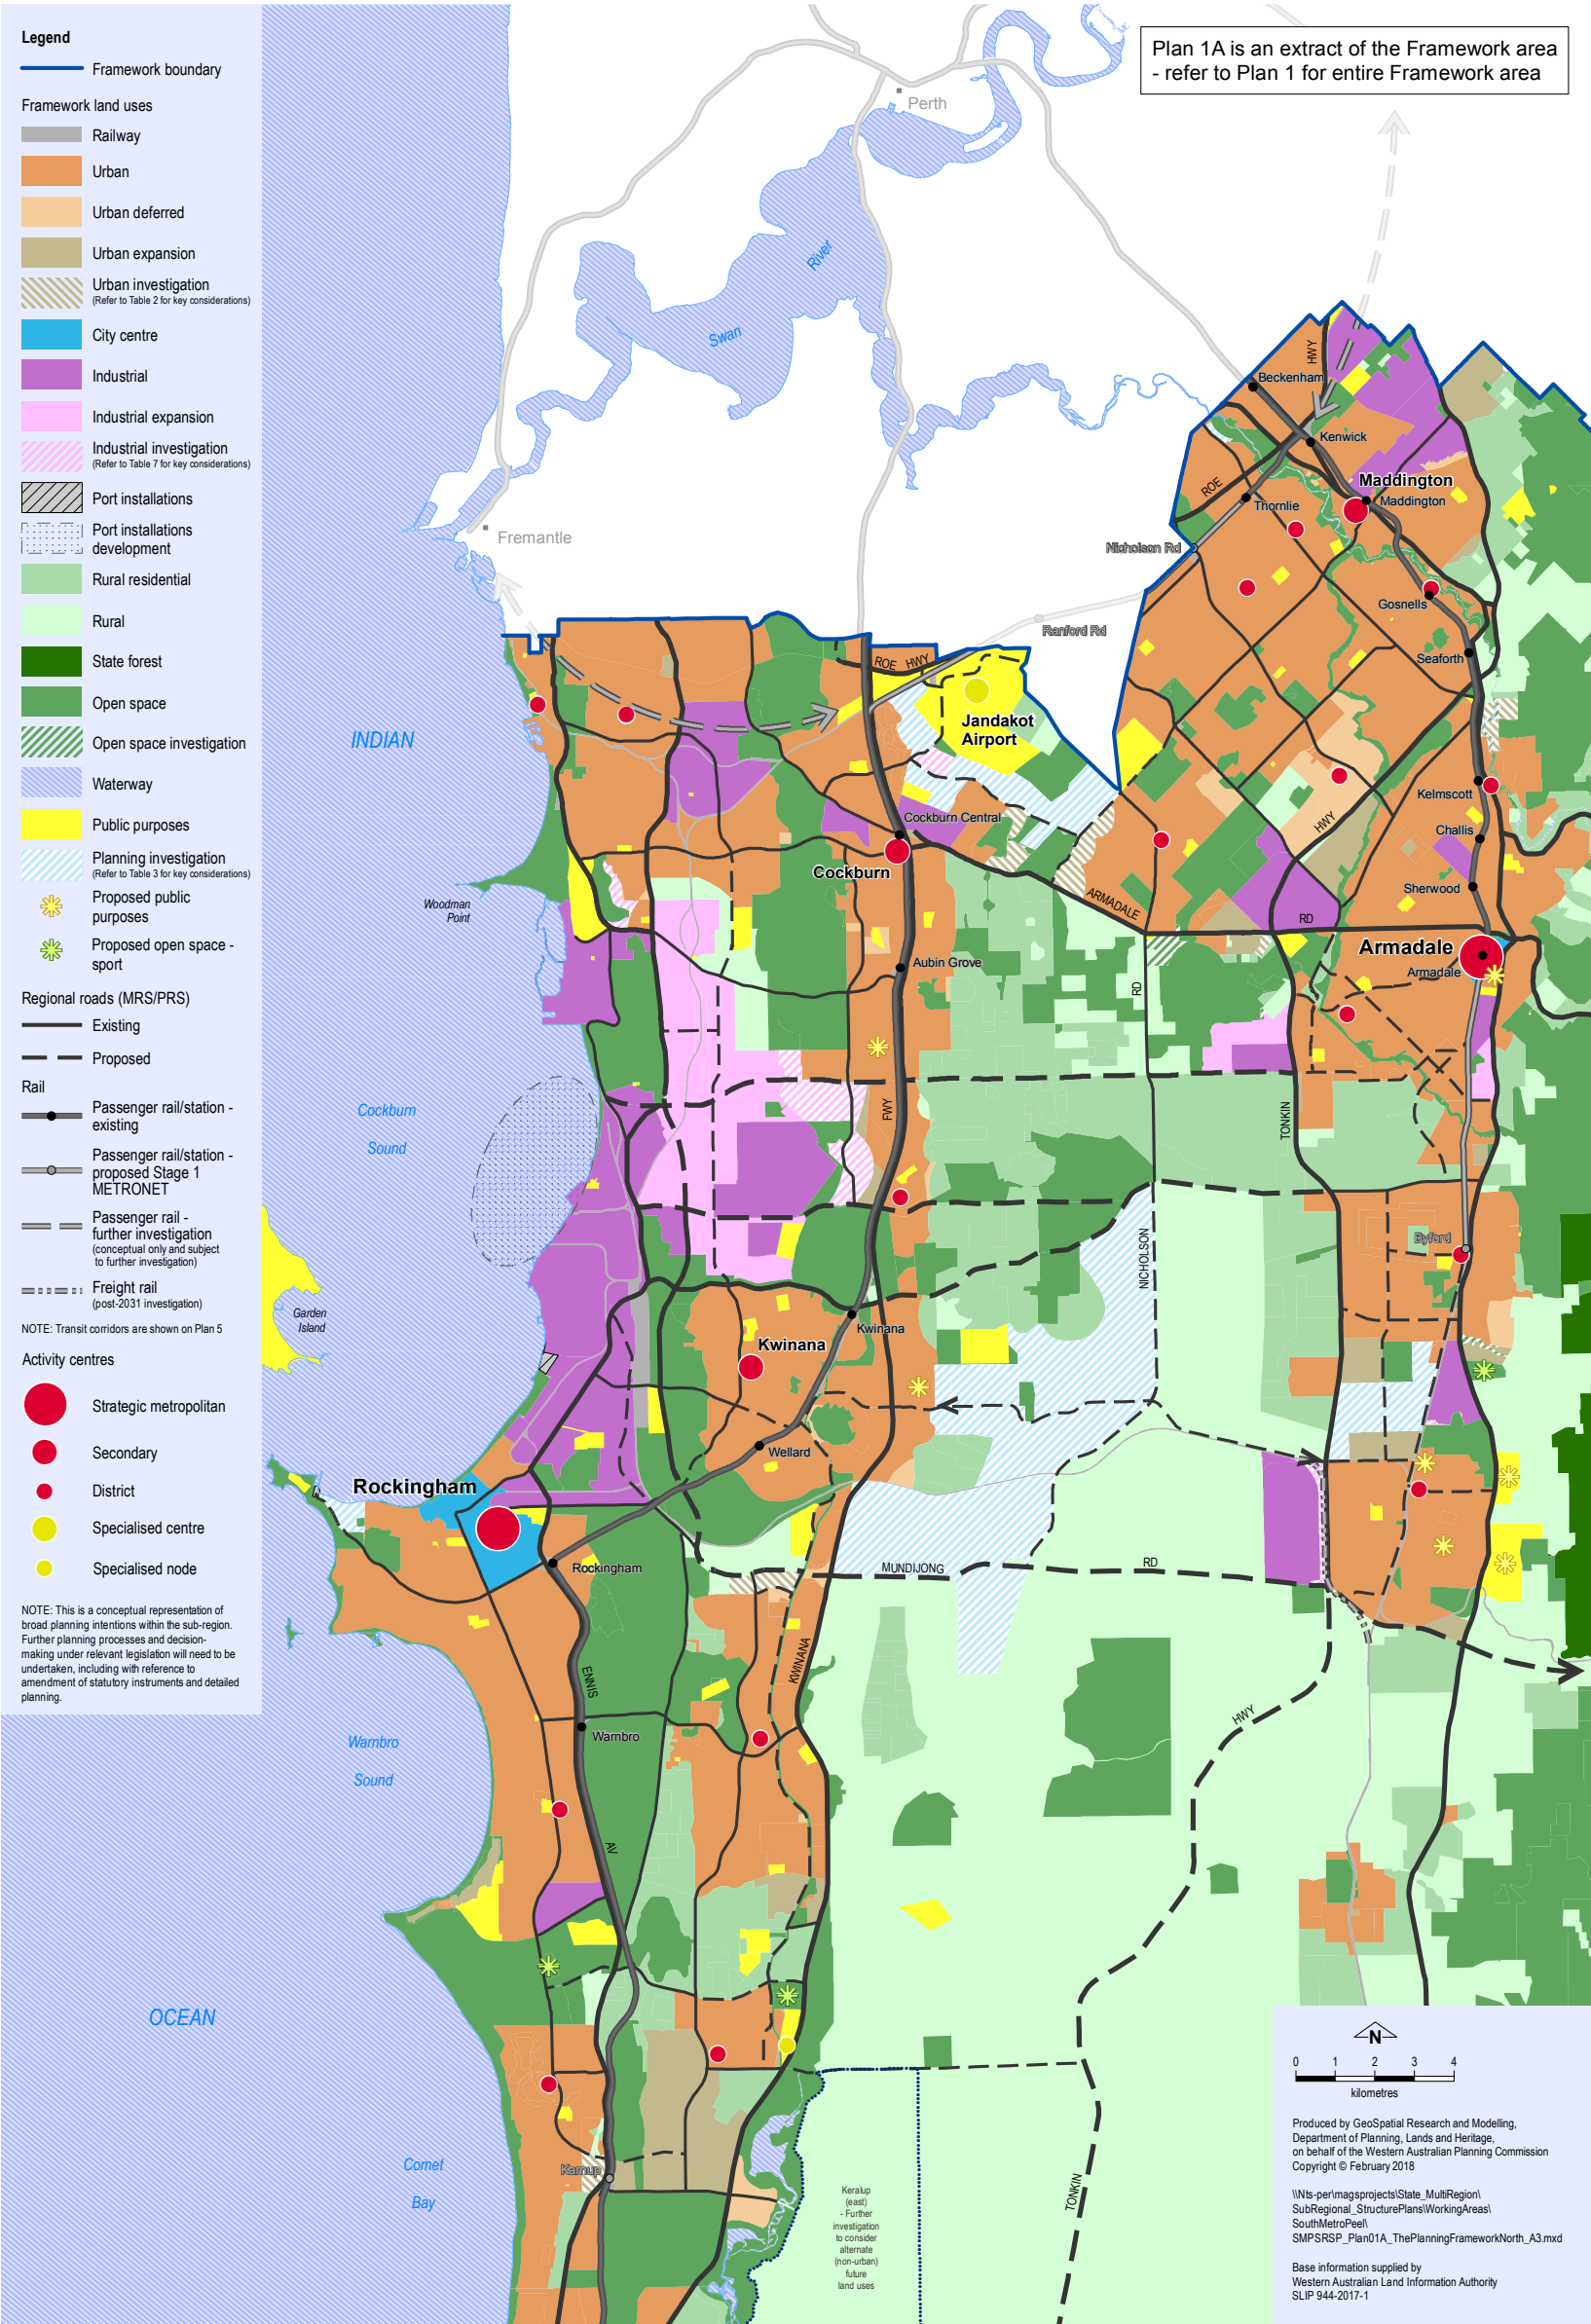 Legend
Framework boundary
Framework land uses
Railway
Urban
Urban deferred
Urban expansion
Urban investigation
(Refer to Table 2 for key considerations)
City centre
Industrial
Industrial expansion
Industrial investigation
(Refer to Table 7 for key considerations)
Port installations
Port installations
development
Rural residential
Rural
State forest
Open space
Open space investigation
Waterway
Public purposes
Planning investigation
(Refer to Table 3 for key considerations)
Proposed public
purposes
Proposed open space -
sport
Regional roads (MRS/PRS)
Existing
Proposed
Rail
Passenger rail/station -
existing
Passenger rail/station -
proposed Stage 1
METRONET
Passenger rail -
further investigation
(conceptual only and subject
to further investigation)
Freight rail
(post-2031 investigation)
NOTE: Transit corridors are shown on Plan 5
Activity centres
Strategic metropolitan
Secondary
District
Specialised centre
Specialised node
NOTE: This is a conceptual representation of
broad planning intentions within the sub-region.
Further planning processes and decision-
making under relevant legislation will need to be
undertaken, including with reference to
amendment of statutory instruments and detailed
planning.
Plan 1A is an extract of the Framework area
- refer to Plan 1 for entire Framework area
Perth
River
Swan
Fremantle
HWY
Beckenham
Kenwick
Maddington
Maddington
ROE
Thornlie
Nicholson Rd
Gosnells
Ranford Rd
Seaforth
ROE HWY
Jandakot
Airport
INDIAN
Kelmscott
Cockburn Central
HWY
Challis
Cockburn
Sherwood
Woodman
Point
ARMADALE
RD
Armadale
Armadale
Aubin Grove
RD
Cockburn
Sound
FWY
TONKIN
NICHOLSON
Byford
Garden
Island
Kwinana
Kwinana
Wellard
Rockingham
Rockingham
MUNDIJONG
RD
ENNIS
KWINANA
HWY
Warnbro
Warnbro
Sound
AV
OCEAN
Karnup
Comet
Bay
TONKIN
Keralup
(east)
- Further
investigation
to consider
alternate
(non-urban)
future
land uses
N
0 1 2 3 4
kilometres
Produced by GeoSpatial Research and Modelling,
Department of Planning, Lands and Heritage,
on behalf of the Western Australian Planning Commission
Copyright © February 2018
\\Nts-per\magsprojects\State_MultiRegion\
SubRegional_StructurePlans\WorkingAreas\
SouthMetroPeel\
SMPSRSP_Plan01A_ThePlanningFrameworkNorth_A3.mxd
Base information supplied by
Western Australian Land Information Authority
SLIP 944-2017-1